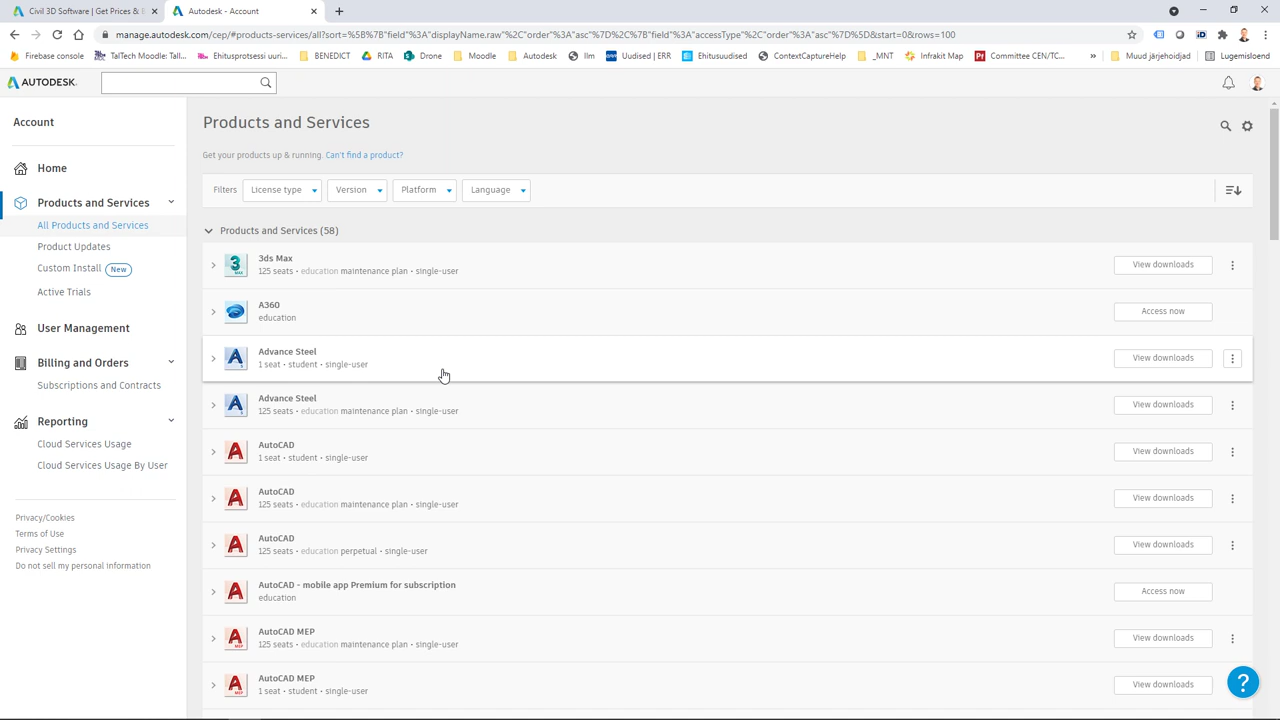 Civil 3D Software | Get Prices & B
Autodesk - Account
manage.autodesk.com/cep/#products-services/all?sort=%5B%7B"field"%3A"displayName.raw"%2C"order"%3A"asc"%7D%2C%7B"field"%3A"accessType"%2C"order"%3A"asc"%7D%5D&start=0&rows=100
Firebase console
TalTech Moodle: Tall...
Ehitusprotsessi uuri...
BENEDICT
RITA
Drone
Moodle
Autodesk
Ilm
Uudised | ERR
Ehitusuudised
ContextCaptureHelp
_MNT
Infrakit Map
Committee CEN/TC...
»
Muud järjehoidjad
Lugemisloend
AUTODESK
Account
Home
Products and Services
All Products and Services
Product Updates
Custom Install New
Active Trials
User Management
Billing and Orders
Subscriptions and Contracts
Reporting
Cloud Services Usage
Cloud Services Usage By User
Privacy/Cookies
Terms of Use
Privacy Settings
Do not sell my personal information
Products and Services
Get your products up & running. Can't find a product?
Filters License type Version Platform Language
Products and Services (58)
3ds Max
125 seats • education maintenance plan • single-user
View downloads
A360
education
Access now
Advance Steel
1 seat • student • single-user
View downloads
Advance Steel
125 seats • education maintenance plan • single-user
View downloads
AutoCAD
1 seat • student • single-user
View downloads
AutoCAD
125 seats • education maintenance plan • single-user
View downloads
AutoCAD
125 seats • education perpetual • single-user
View downloads
AutoCAD - mobile app Premium for subscription
education
Access now
AutoCAD MEP
125 seats • education maintenance plan • single-user
View downloads
AutoCAD MEP
1 seat • student • single-user
View downloads
?